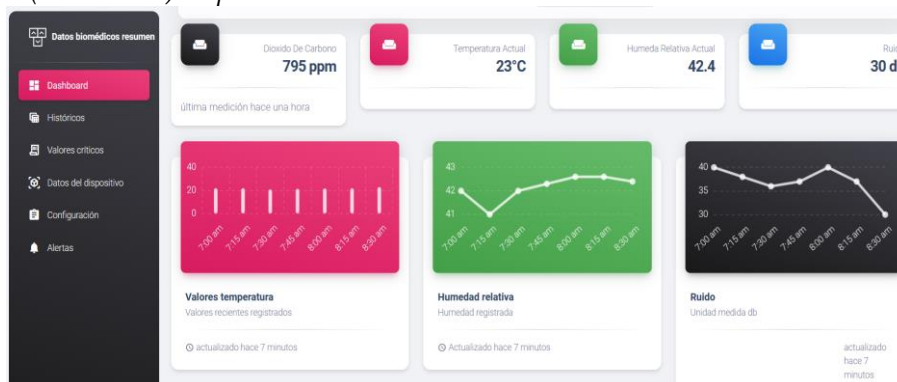 Datos biomédicos resumen
Dashboard
Históricos
Valores críticos
Datos del dispositivo
Configuración
Alertas
Dioxido De Carbono
795 ppm
última medición hace una hora
Temperatura Actual
23°C
Humeda Relativa Actual
42.4
30
40
20
0
7:00 am
7:15 am
7:30 am
7:45 am
8:00 am
8:15 am
8:30 am
Valores temperatura
Valores recientes registrados
actualizado hace 7 minutos
43
42
41
7:00 am
7:15 am
7:30 am
7:45 am
8:00 am
8:15 am
8:30 am
Humedad relativa
Humedad registrada
Actualizado hace 7 minutos
40
35
30
7:00 am
7:15 am
7:30 am
7:45 am
8:00 am
8:15 am
8:30 am
Ruido
Unidad medida db
actualizado
hace 7
minutos